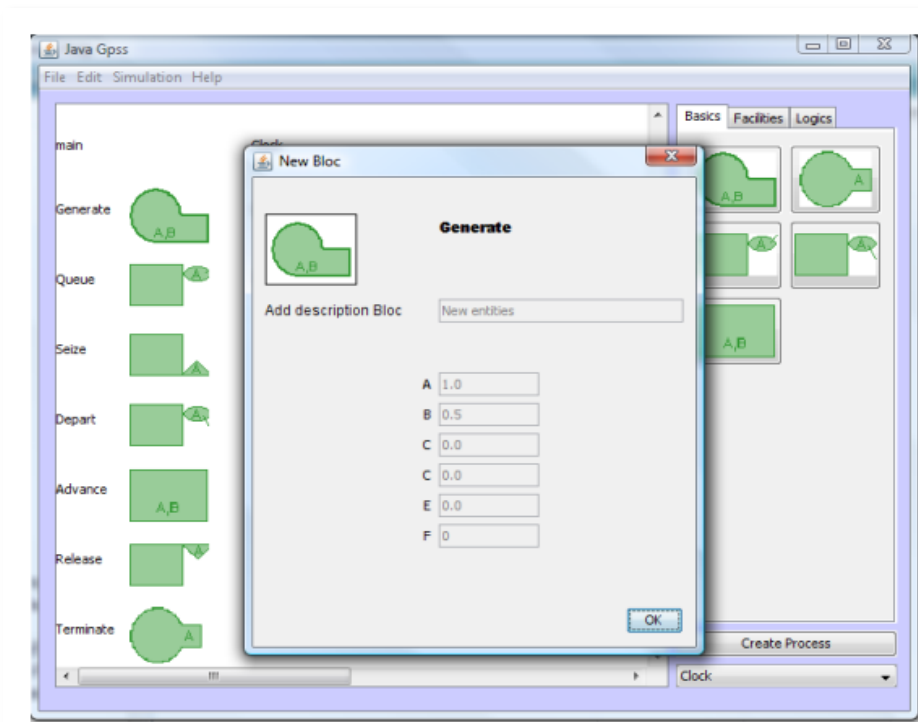 Java Gpss
File Edit Simulation Help
Basics Facilities Logics
main
Clock
New Bloc
Generate
A,B
Queue
A
Seize
A
Depart
A
Advance
A,B
Release
A
Terminate
A
Generate
A,B
Add description Bloc New entities
A 1.0
B 0.5
C 0.0
C 0.0
E 0.0
F 0
OK
A,B
A
A
A
A,B
Create Process
Clock